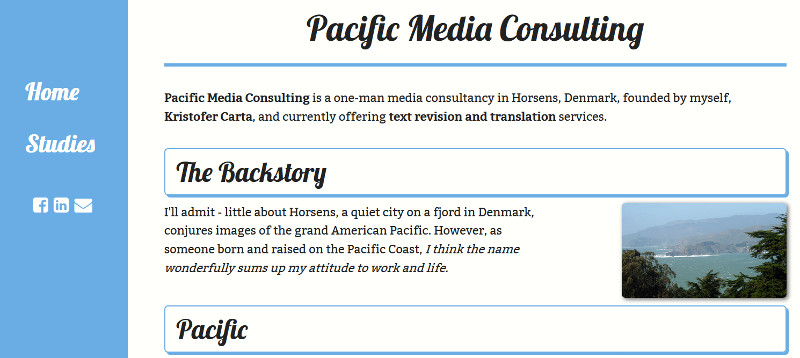 Pacific Media Consulting
Home
Studies
Pacific Media Consulting is a one-man media consultancy in Horsens, Denmark, founded by myself,
Kristofer Carta, and currently offering text revision and translation services.
The Backstory
I'll admit - little about Horsens, a quiet city on a fjord in Denmark,
conjures images of the grand American Pacific. However, as
someone born and raised on the Pacific Coast, I think the name
wonderfully sums up my attitude to work and life.
Pacific